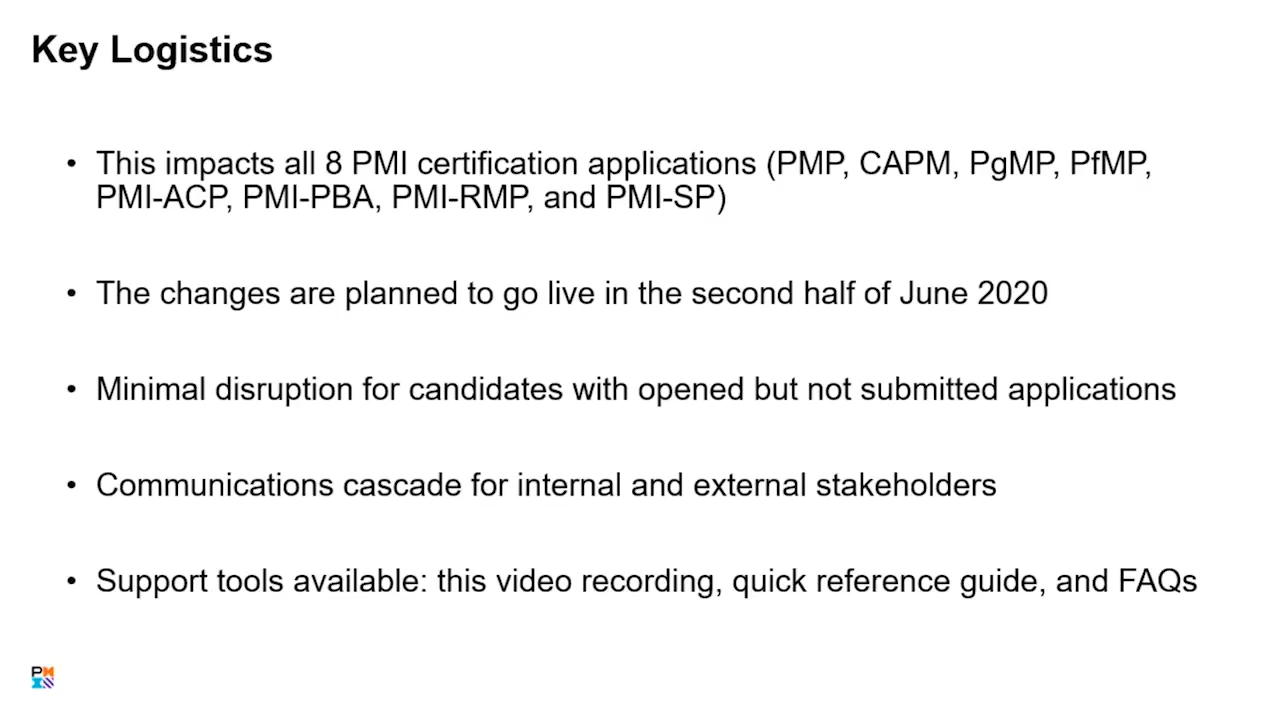 Key Logistics
• This impacts all 8 PMI certification applications (PMP, CAPM, PgMP, PfMP,
PMI-ACP, PMI-PBA, PMI-RMP, and PMI-SP)
• The changes are planned to go live in the second half of June 2020
• Minimal disruption for candidates with opened but not submitted applications
• Communications cascade for internal and external stakeholders
• Support tools available: this video recording, quick reference guide, and FAQs